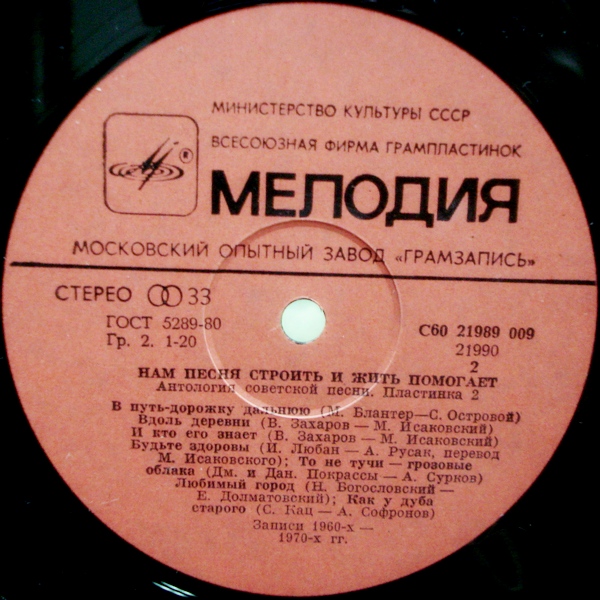 МИНИСТЕРСТВО КУЛЬТУРЫ СССР
ВСЕСОЮЗНАЯ ФИРМА ГРАМПЛАСТИНОК
®
МЕЛОДИЯ
МОСКОВСКИЙ ОПЫТНЫЙ ЗАВОД «ГРАМЗАПИСЬ»
СТЕРЕО 33
ГОСТ 5289-80
Гр. 2. 1-20
С60 21989 009
21990
2
НАМ ПЕСНЯ СТРОИТЬ И ЖИТЬ ПОМОГАЕТ
Антология советской песни. Пластинка 2
В путь-дорожку дальнюю (М. Блантер—С. Островой)
Вдоль деревни (В. Захаров — М. Исаковский)
И кто его знает (В. Захаров — М. Исаковский)
Будьте здоровы (И. Любан — А. Русак, перевод
М. Исаковского); То не тучи — грозовые
облака (Дм. и Дан. Покрассы — А. Сурков)
Любимый город (Н. Богословский —
Е. Долматовский); Как у дуба
старого (С. Кац — А. Софронов)
Записи 1960-х —
1970-х гг.